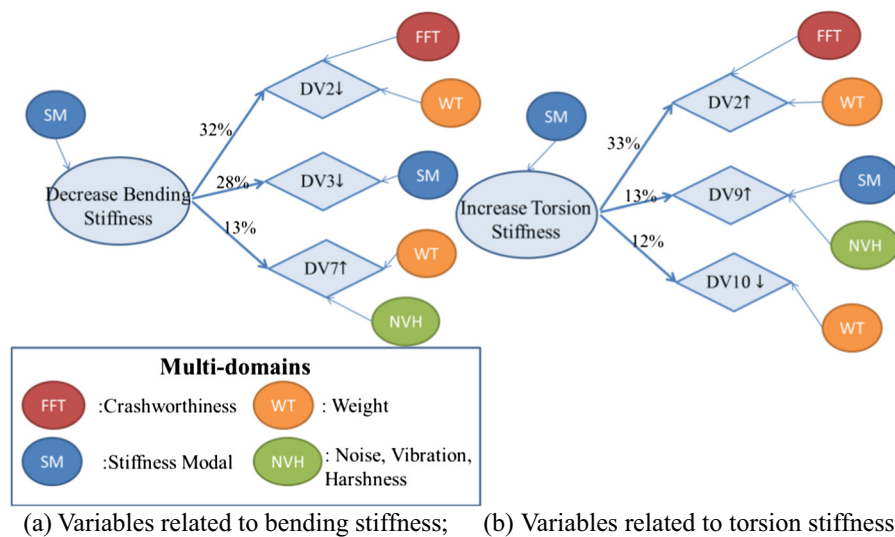 FFT
DV2↓
WT
SM
32%
Decrease Bending
Stiffness
28%
DV3↓
SM
13%
WT
DV7↑
NVH
FFT
DV2↑
WT
SM
33%
Increase Torsion
Stiffness
13%
DV9↑
SM
NVH
12%
DV10 ↓
WT
Multi-domains
FFT :Crashworthiness WT : Weight
SM :Stiffness Modal NVH : Noise, Vibration,
Harshness
(a) Variables related to bending stiffness; (b) Variables related to torsion stiffness